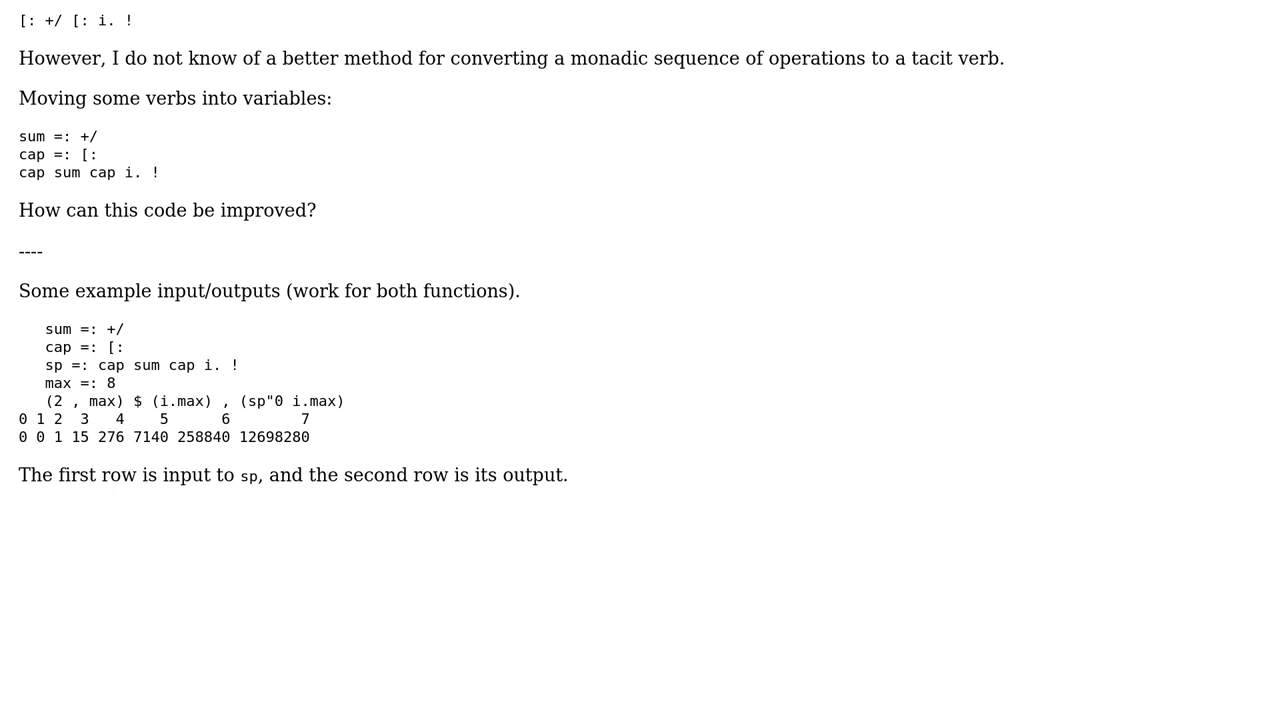 [: +/ [: i. !
However, I do not know of a better method for converting a monadic sequence of operations to a tacit verb.
Moving some verbs into variables:
sum =: +/
cap =: [:
cap sum cap i. !
How can this code be improved?
----
Some example input/outputs (work for both functions).
   sum =: +/
   cap =: [:
   sp =: cap sum cap i. !
   max =: 8
   (2 , max) $ (i.max) , (sp"0 i.max)
0 1 2  3   4    5      6        7
0 0 1 15 276 7140 258840 12698280
The first row is input to sp, and the second row is its output.